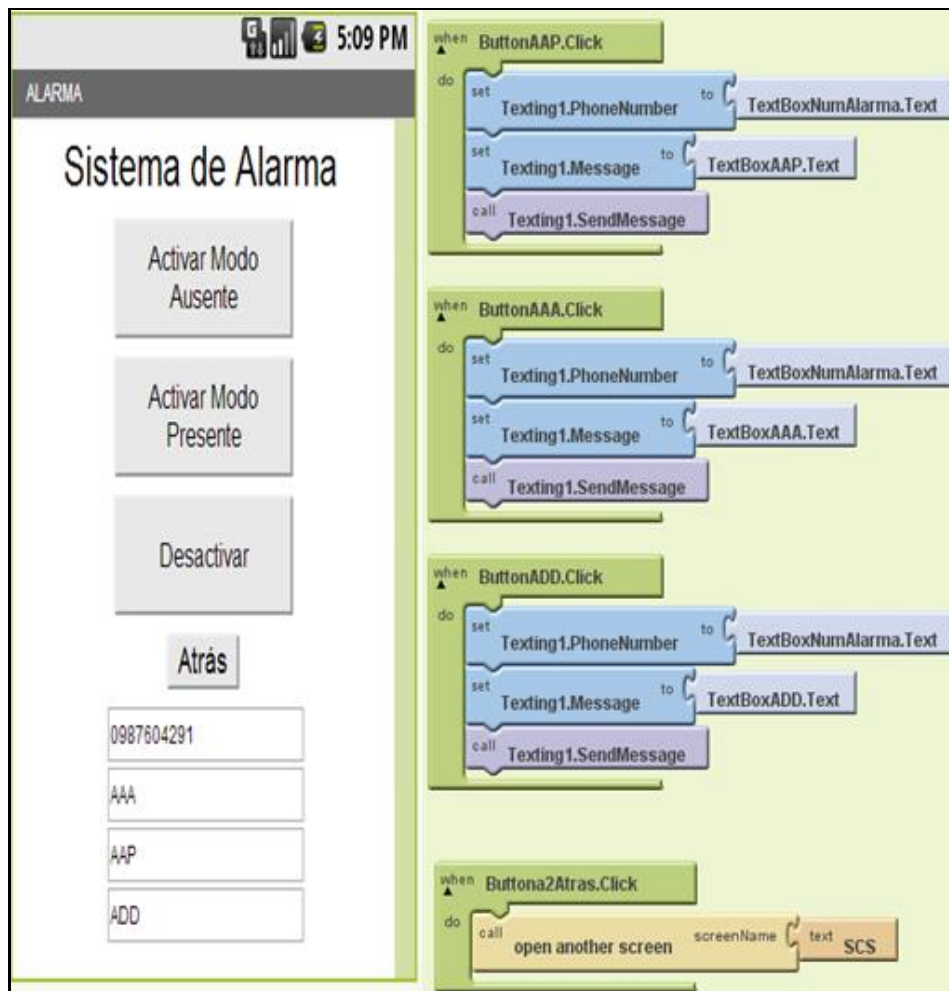 5:09 PM
ALARMA
Sistema de Alarma
Activar Modo
Ausente
Activar Modo
Presente
Desactivar
Atrás
0987604291
AAA
AAP
ADD
when ButtonAAP.Click
do
set Texting1.PhoneNumber to TextBoxNumAlarma.Text
set Texting1.Message to TextBoxAAP.Text
call Texting1.SendMessage
when ButtonAAA.Click
do
set Texting1.PhoneNumber to TextBoxNumAlarma.Text
set Texting1.Message to TextBoxAAA.Text
call Texting1.SendMessage
when ButtonADD.Click
do
set Texting1.PhoneNumber to TextBoxNumAlarma.Text
set Texting1.Message to TextBoxADD.Text
call Texting1.SendMessage
when Buttona2Atras.Click
do
call open another screen screenName text SCS